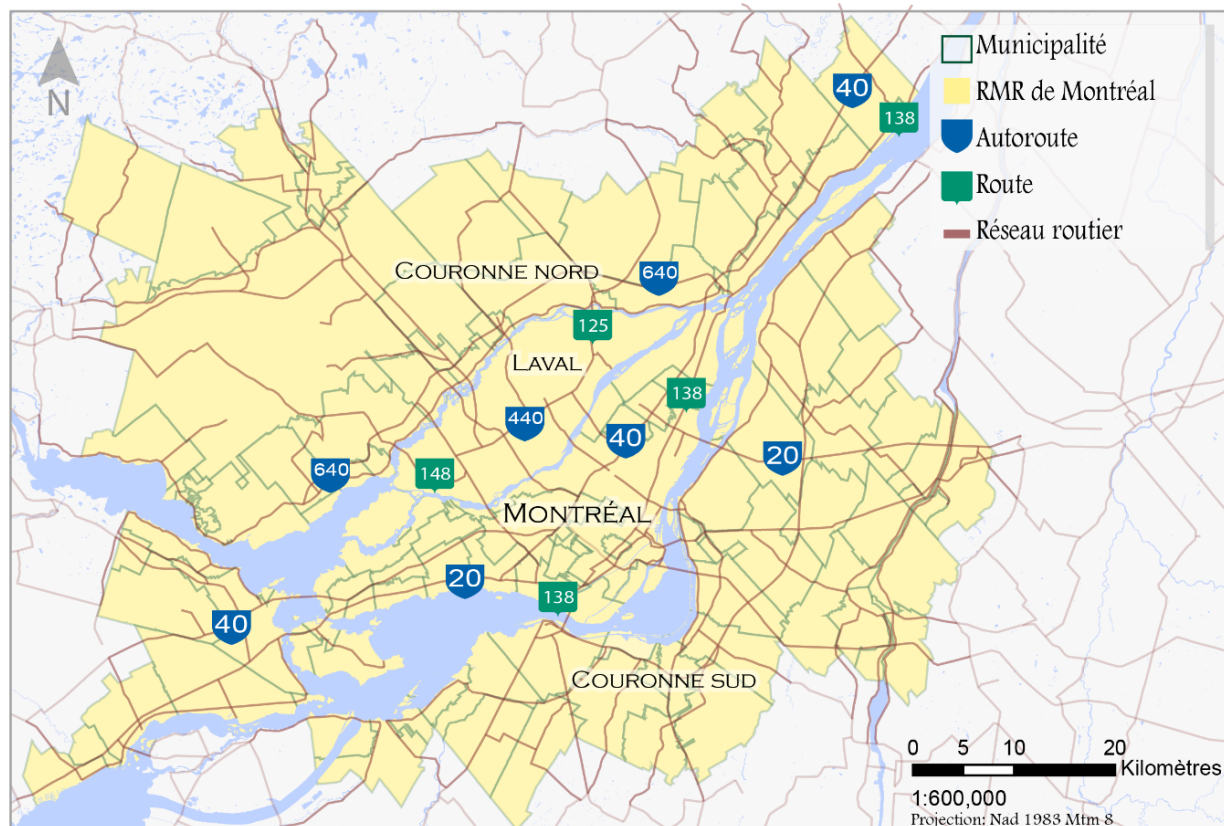 N
Municipalité
RMR de Montréal
Autoroute
Route
Réseau routier
40
138
COURONNE NORD
640
125
LAVAL
138
440
40
20
640
148
MONTRÉAL
20
138
40
COURONNE SUD
0 5 10 20
Kilomètres
1:600,000
Projection: Nad 1983 Mtm 8